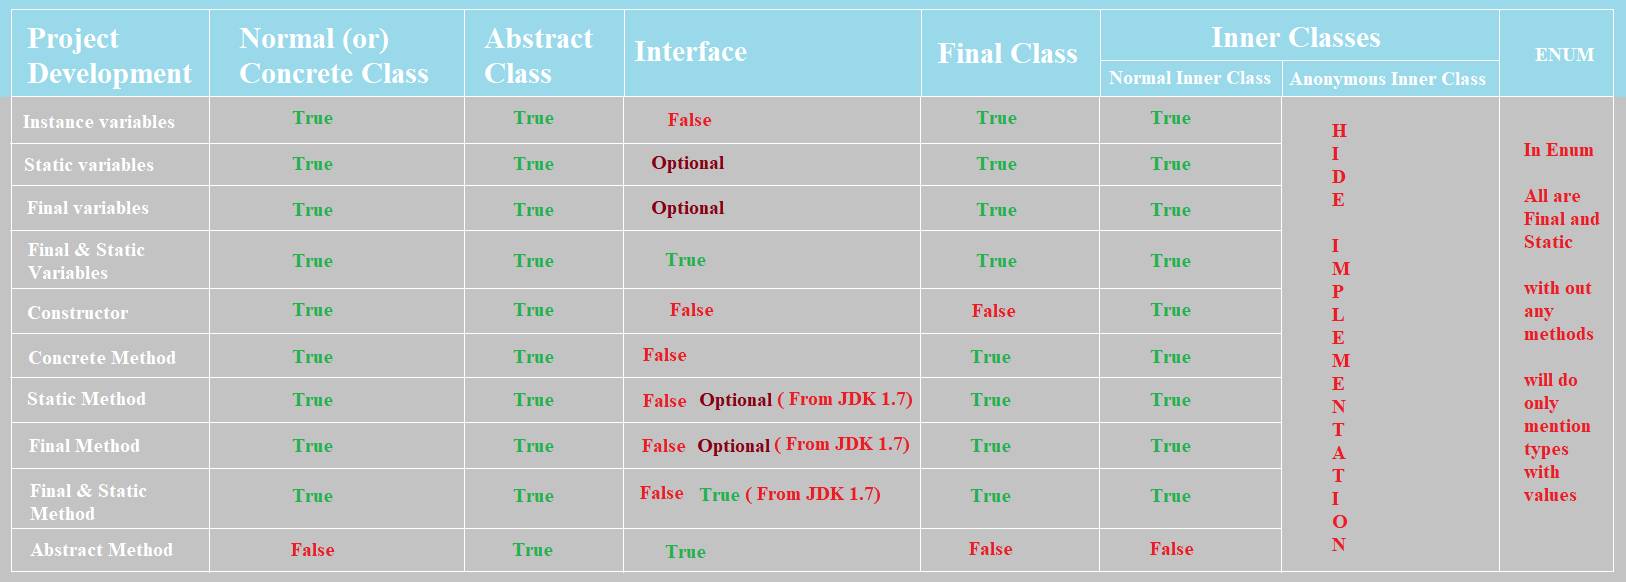 Project Development
Normal (or) Concrete Class
Abstract Class
Interface
Final Class
Inner Classes
Normal Inner Class
Anonymous Inner Class
ENUM
Instance variables True True False True True
Static variables True True Optional True True
Final variables True True Optional True True
Final & Static Variables True True True True True
Constructor True True False False True
Concrete Method True True False True True
Static Method True True False Optional ( From JDK 1.7) True True
Final Method True True False Optional ( From JDK 1.7) True True
Final & Static Method True True False True ( From JDK 1.7) True True
Abstract Method False True True False False
H
I
D
E
I
M
P
L
E
M
E
N
T
A
T
I
O
N
In Enum
All are
Final and
Static
with out
any
methods
will do
only
mention
types
with
values